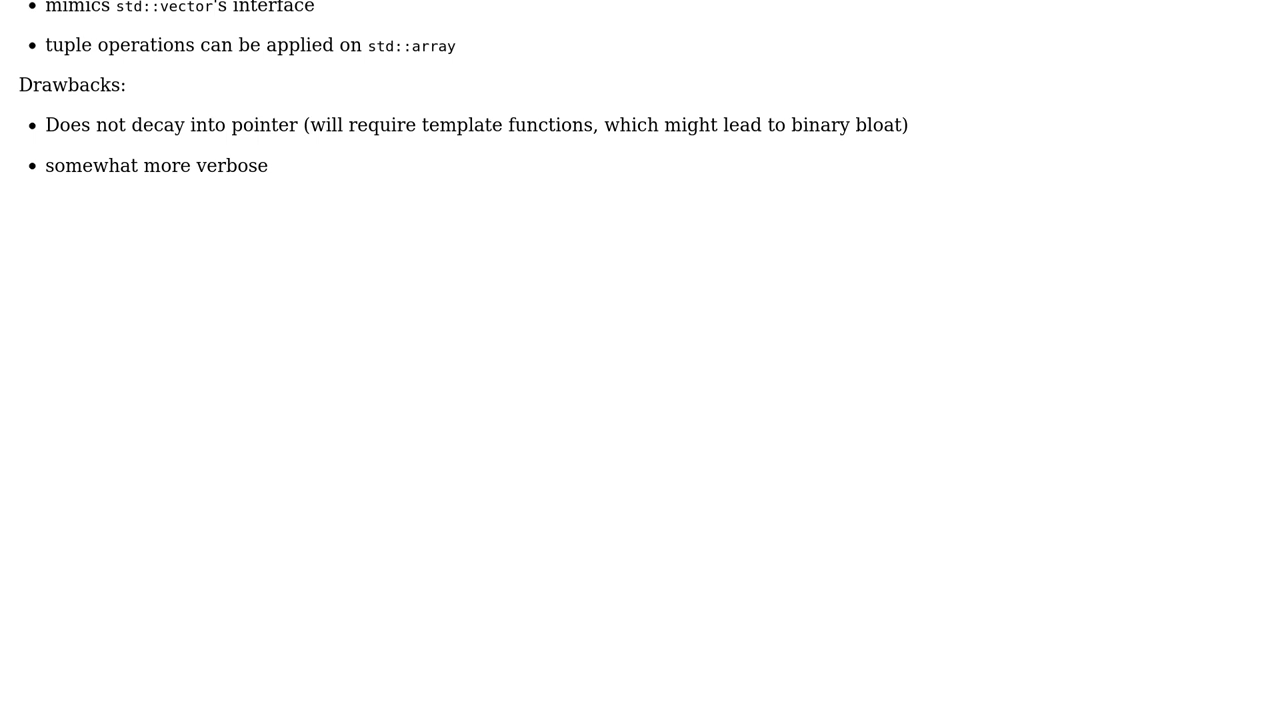 • mimics std::vector's interface
• tuple operations can be applied on std::array
Drawbacks:
• Does not decay into pointer (will require template functions, which might lead to binary bloat)
• somewhat more verbose